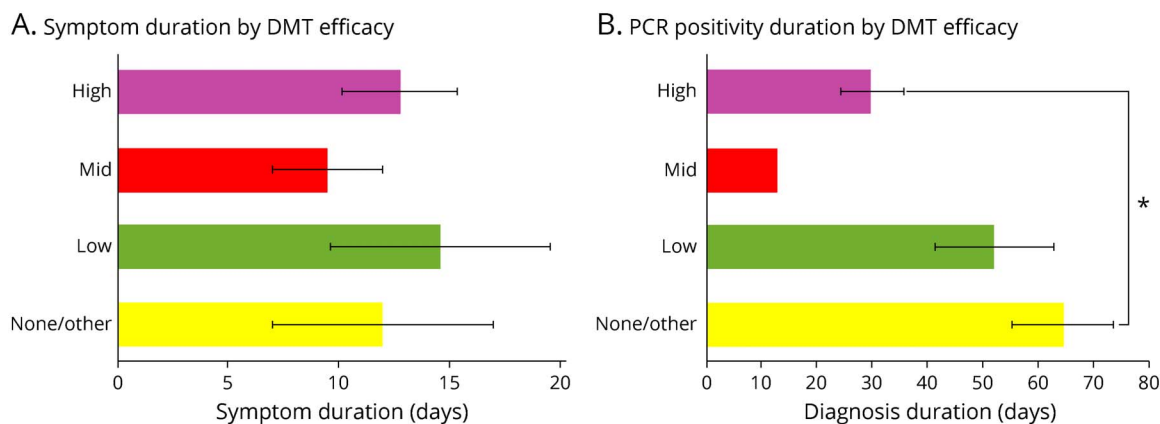 A. Symptom duration by DMT efficacy
High
Mid
Low
None/other
0 5 10 15 20
Symptom duration (days)
B. PCR positivity duration by DMT efficacy
High
Mid
Low
None/other
*
0 10 20 30 40 50 60 70 80
Diagnosis duration (days)